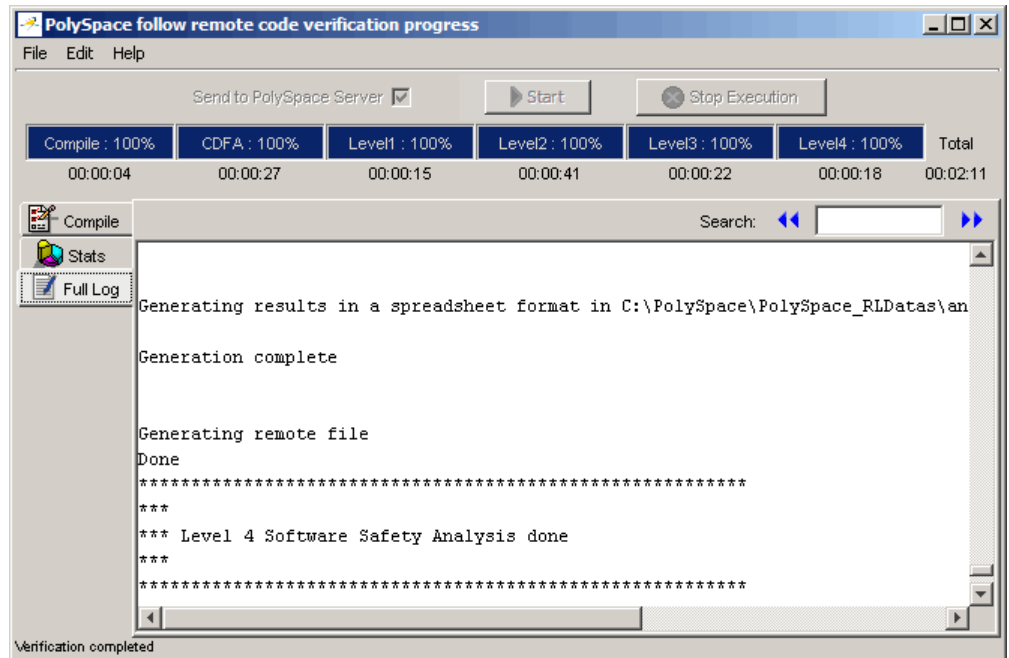 PolySpace follow remote code verification progress
File Edit Help
Send to PolySpace Server Start Stop Execution
Compile : 100% CDFA : 100% Level1 : 100% Level2 : 100% Level3 : 100% Level4 : 100% Total
00:00:04 00:00:27 00:00:15 00:00:41 00:00:22 00:00:18 00:02:11
Compile Search:
Stats
Full Log
Generating results in a spreadsheet format in C:\PolySpace\PolySpace_RLDatas\an
Generation complete
Generating remote file
Done
**********************************************************
***
*** Level 4 Software Safety Analysis done
***
**********************************************************
Verification completed